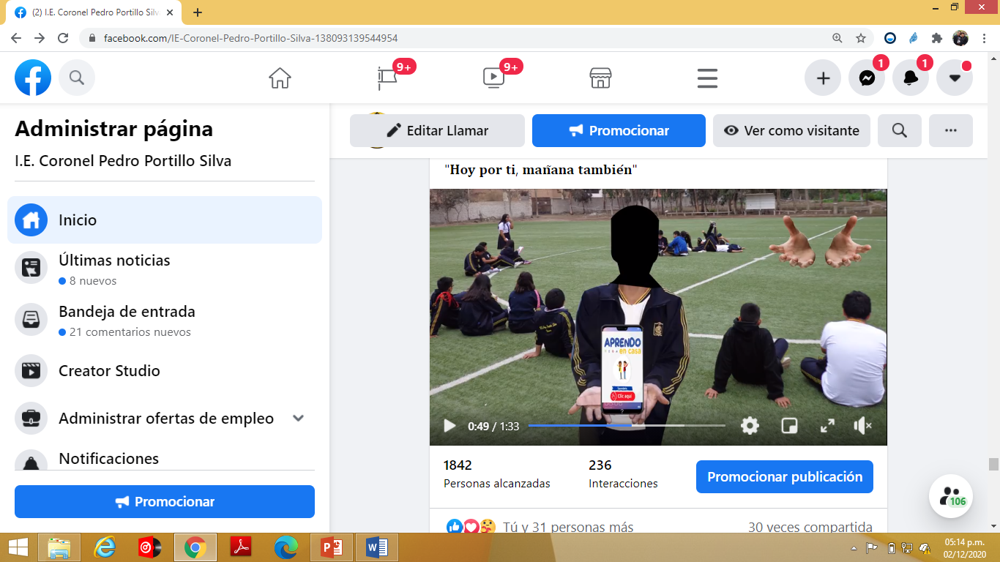 (2) I.E. Coronel Pedro Portillo Silv
facebook.com/IE-Coronel-Pedro-Portillo-Silva-138093139544954
9+
9+
1
1
Administrar página
I.E. Coronel Pedro Portillo Silva
Inicio
Últimas noticias
8 nuevos
Bandeja de entrada
21 comentarios nuevos
Creator Studio
Administrar ofertas de empleo
Notificaciones
Promocionar
Editar Llamar
Promocionar
Ver como visitante
"Hoy por ti, mañana también"
APRENDO
en casa
Clic aquí
?
0:49 / 1:33
1842
Personas alcanzadas
236
Interacciones
Promocionar publicación
Tú y 31 personas más
30 veces compartida
106
05:14 p.m.
02/12/2020